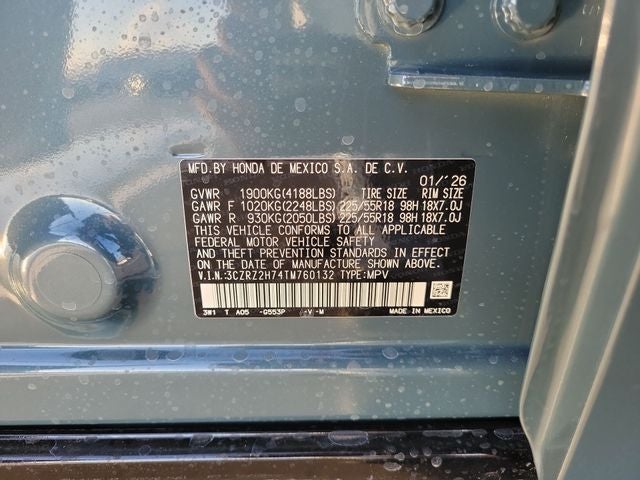 MFD.BY HONDA DE MEXICO S.A. DE C.V.
01/'26
GVWR 1900KG(4188LBS) TIRE SIZE RIM SIZE
GAWR F 1020KG(2248LBS) 225/55R18 98H 18X7.0J
GAWR R 930KG(2050LBS) 225/55R18 98H 18X7.0J
THIS VEHICLE CONFORMS TO ALL APPLICABLE
FEDERAL MOTOR VEHICLE SAFETY
AND THEFT PREVENTION STANDARDS IN EFFECT
ON THE DATE OF MANUFACTURE SHOWN ABOVE.
V.I.N.:3CZRZ2H74TM760132 TYPE:MPV
3W1 T A05 -G553P -V -M MADE IN MEXICO